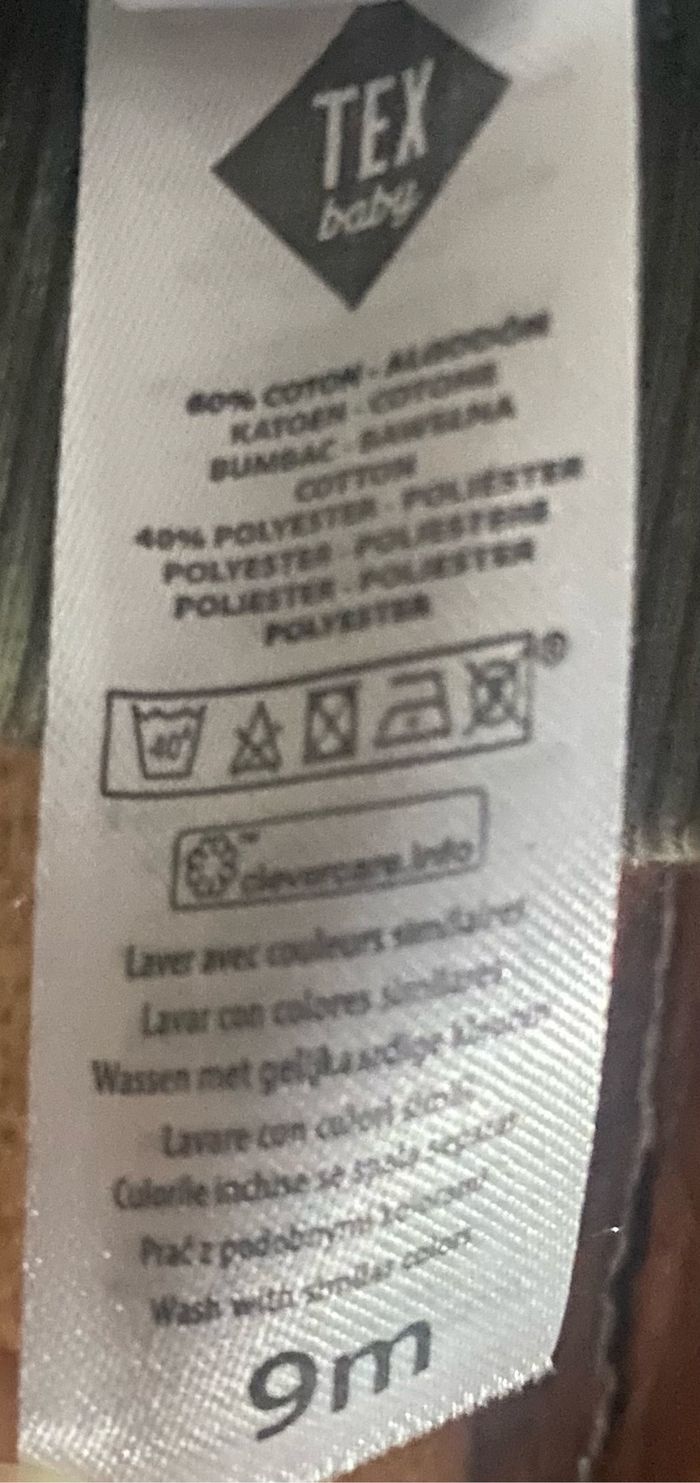 TEX
baby
60% COTON - ALGODÓN
KATOEN - COTONE
BUMBAC - BAWEŁNA
COTTON
40% POLYESTER - POLIÉSTER
POLYESTER - POLIESTERE
POLIESTER - POLIESTER
POLYESTER
®
40°
™
clevercare.info
Laver avec couleurs similaires
Lavar con colores similares
Wassen met gelijkaardige kleuren
Lavare con colori simili
Culorile inchise se spala separat
Prać z podobnymi kolorami
Wash with similar colors
9m